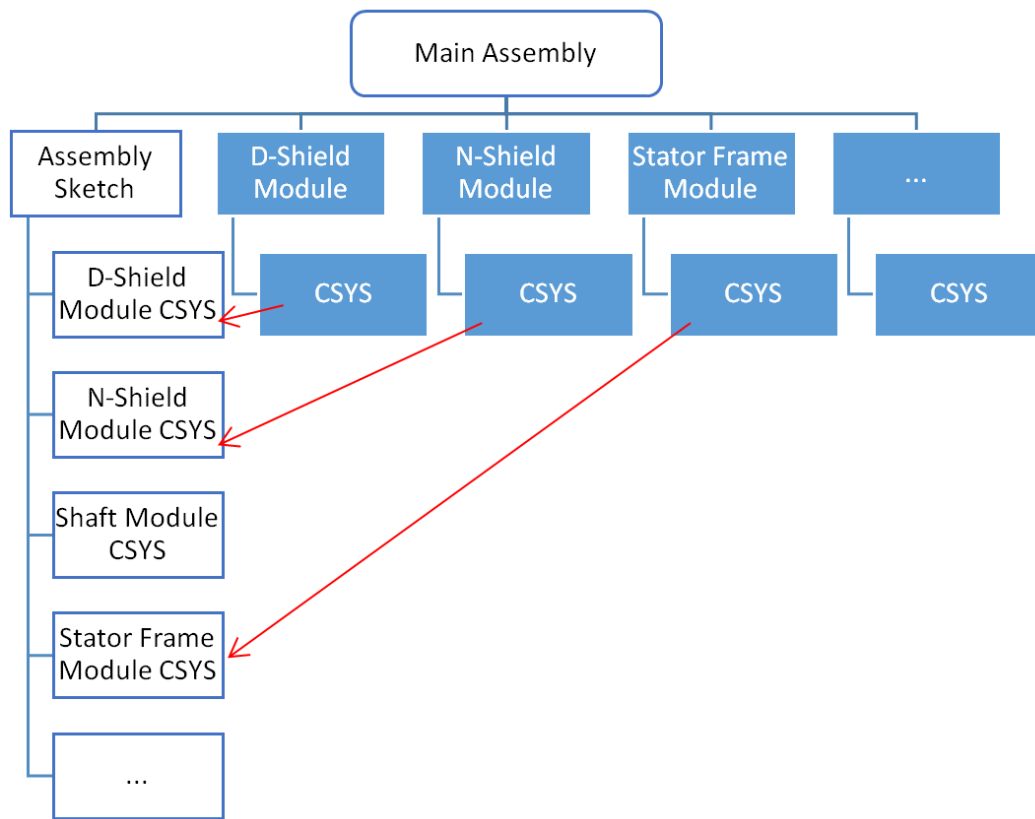 Main Assembly
Assembly
Sketch
D-Shield
Module
N-Shield
Module
Stator Frame
Module
...
D-Shield
Module CSYS
CSYS
CSYS
CSYS
CSYS
N-Shield
Module CSYS
Shaft Module
CSYS
Stator Frame
Module CSYS
...